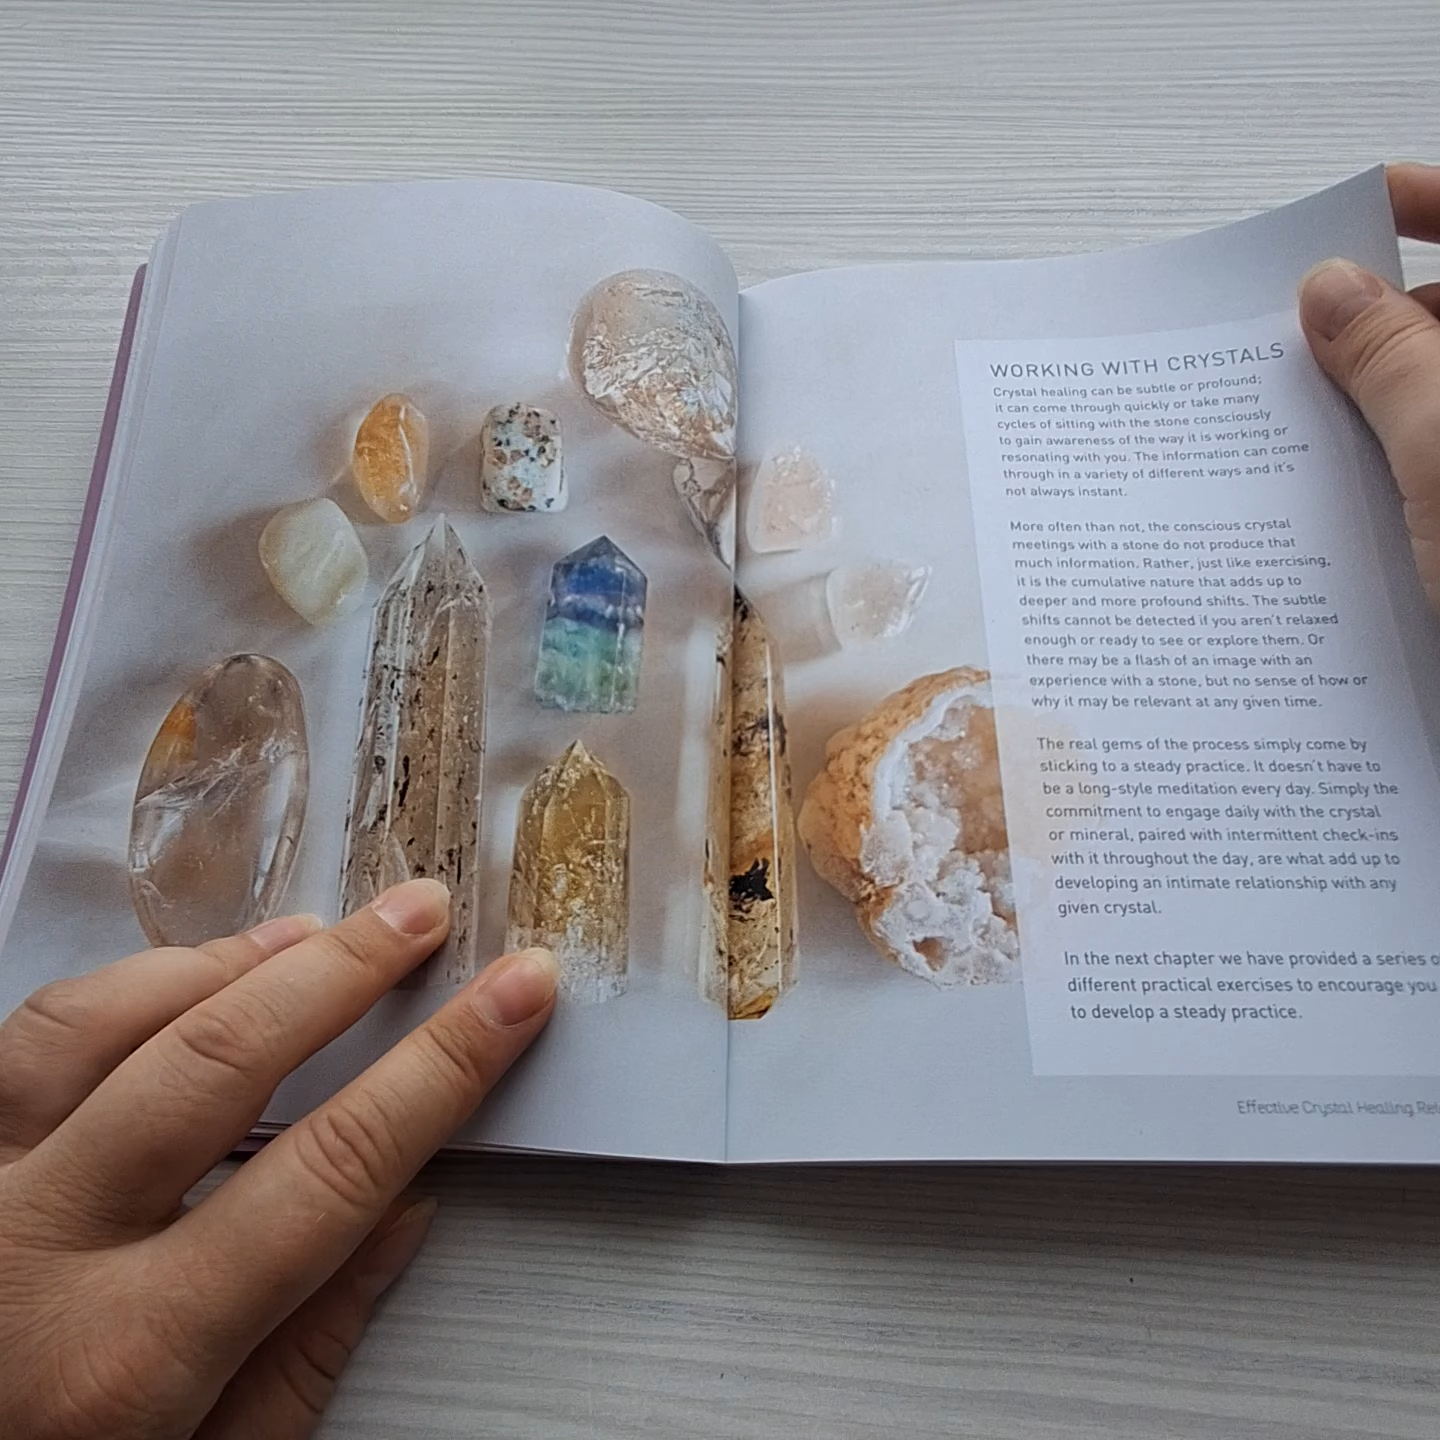 WORKING WITH CRYSTALS
Crystal healing can be subtle or profound;
it can come through quickly or take many
cycles of sitting with the stone consciously
to gain awareness of the way it is working or
resonating with you. The information can come
through in a variety of different ways and it's
not always instant.
More often than not, the conscious crystal
meetings with a stone do not produce that
much information. Rather, just like exercising,
it is the cumulative nature that adds up to
deeper and more profound shifts. The subtle
shifts cannot be detected if you aren't relaxed
enough or ready to see or explore them. Or
there may be a flash of an image with an
experience with a stone, but no sense of how or
why it may be relevant at any given time.
The real gems of the process simply come by
sticking to a steady practice. It doesn't have to
be a long-style meditation every day. Simply the
commitment to engage daily with the crystal
or mineral, paired with intermittent check-ins
with it throughout the day, are what add up to
developing an intimate relationship with any
given crystal.
In the next chapter we have provided a series
different practical exercises to encourage you
to develop a steady practice.
Effective Crystal Healing